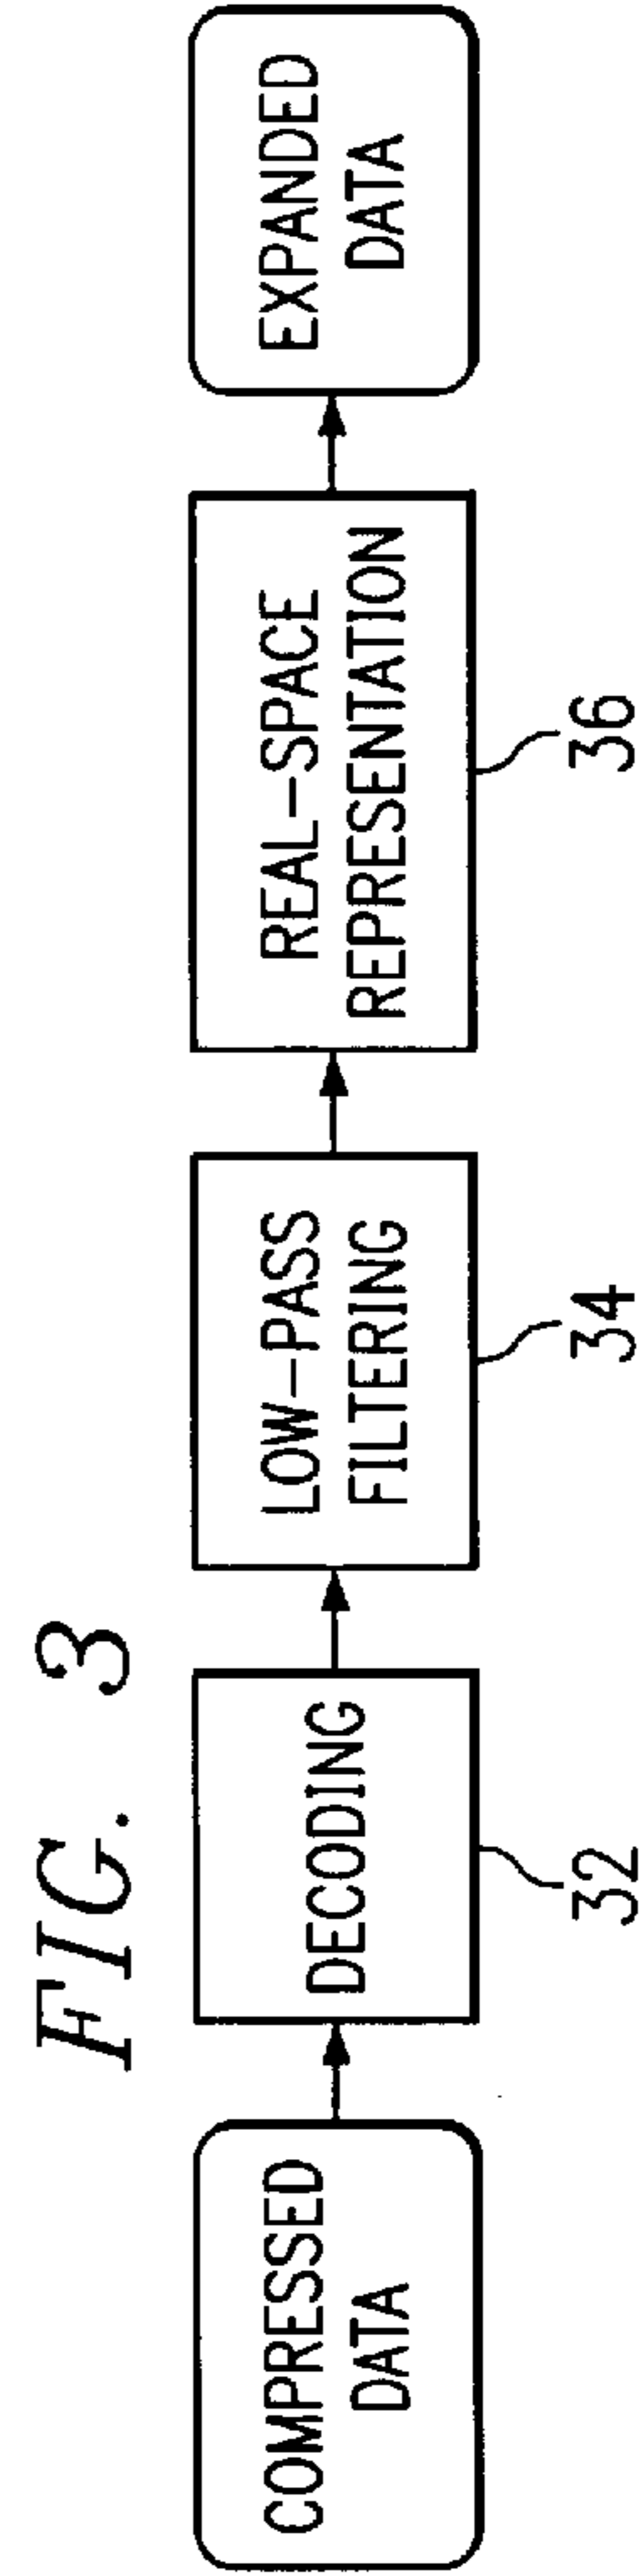 FIG. 3
COMPRESSED
DATA
DECODING
32
LOW-PASS
FILTERING
34
REAL-SPACE
REPRESENTATION
36
EXPANDED
DATA